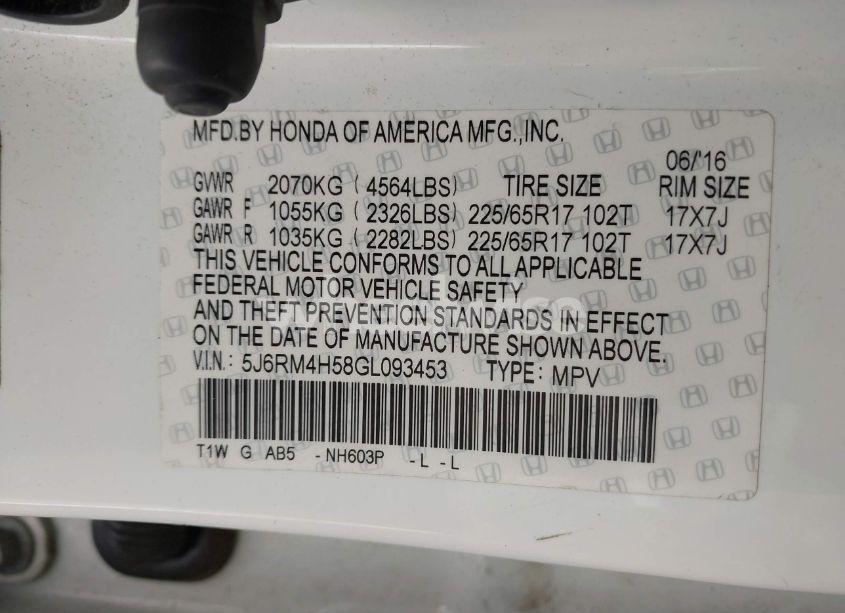 MFD.BY HONDA OF AMERICA MFG.,INC.
06/'16
GVWR 2070KG ( 4564LBS) TIRE SIZE RIM SIZE
GAWR F 1055KG ( 2326LBS) 225/65R17 102T 17X7J
GAWR R 1035KG ( 2282LBS) 225/65R17 102T 17X7J
THIS VEHICLE CONFORMS TO ALL APPLICABLE
FEDERAL MOTOR VEHICLE SAFETY
AND THEFT PREVENTION STANDARDS IN EFFECT
ON THE DATE OF MANUFACTURE SHOWN ABOVE.
V.I.N.: 5J6RM4H58GL093453 TYPE: MPV
T1W G AB5 -NH603P -L -L